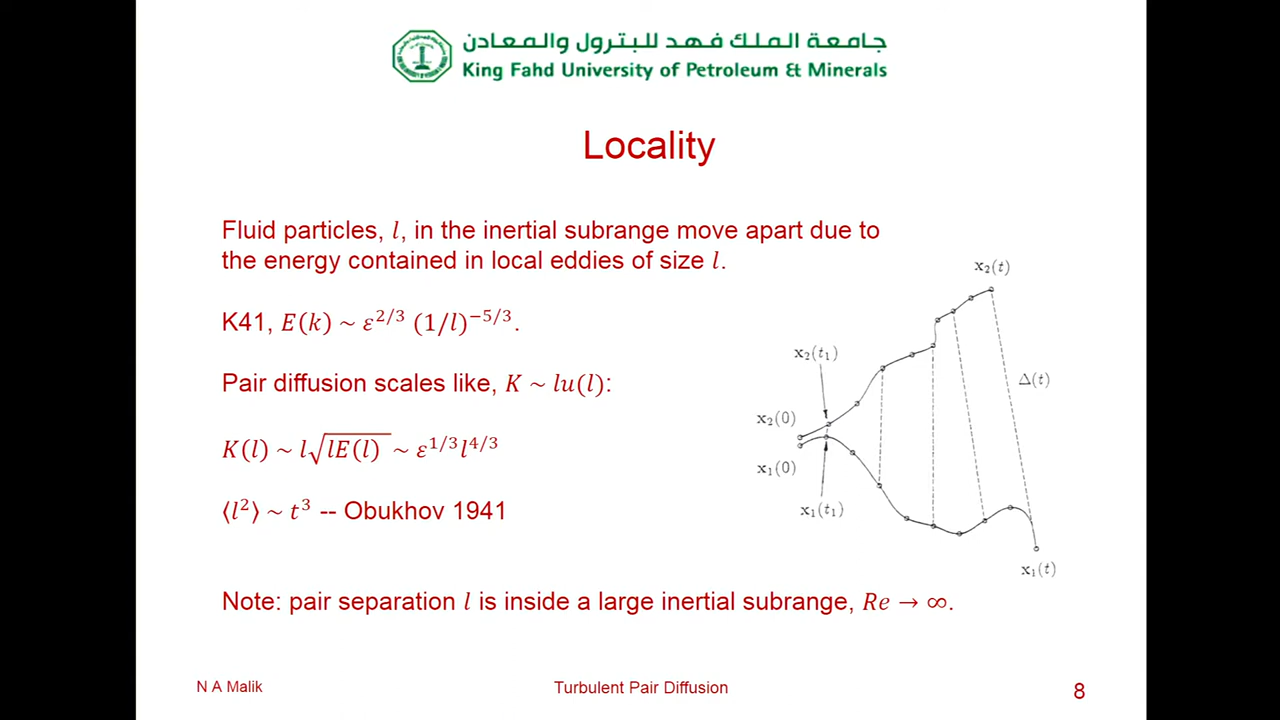 جامعة الملك فهد للبترول والمعادن
King Fahd University of Petroleum & Minerals
Locality
Fluid particles, l, in the inertial subrange move apart due to
the energy contained in local eddies of size l.
K41, E(k) ~ ε^{2/3} (1/l)^{−5/3}.
Pair diffusion scales like, K ~ lu(l):
K(l) ~ l√(lE(l)) ~ ε^{1/3}l^{4/3}
⟨l²⟩ ~ t³ -- Obukhov 1941
x₂(t)
x₂(t₁)
Δ(t)
x₂(0)
x₁(0)
x₁(t₁)
x₁(t)
Note: pair separation l is inside a large inertial subrange, Re → ∞.
N A Malik
Turbulent Pair Diffusion
8